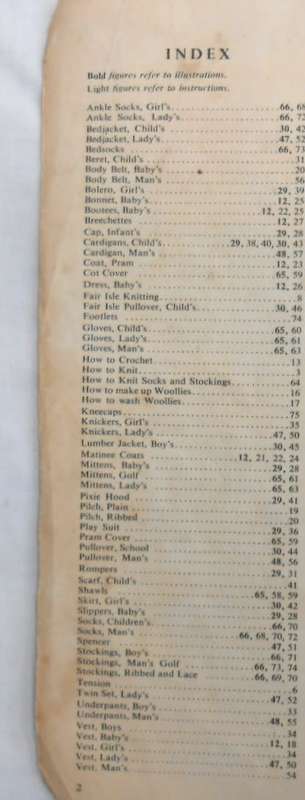 INDEX
Bold figures refer to illustrations.
Light figures refer to instructions.
Ankle Socks, Girl's 66, 68
Ankle Socks, Lady's 66, 72
Bedjacket, Child's 30, 42
Bedjacket, Lady's 47, 52
Bedsocks 66, 73
Beret, Child's 31
Body Belt, Baby's 20
Body Belt, Man's 56
Bolero, Girl's 29, 39
Bonnet, Baby's 12, 25
Bootees, Baby's 12, 22, 25
Breechettes 12, 27
Cap, Infant's 29, 28
Cardigans, Child's 29, 38, 40, 30, 43
Cardigan, Man's 48, 57
Coat, Pram 12, 23
Cot Cover 65, 59
Dress, Baby's 12, 26
Fair Isle Knitting
Fair Isle Pullover, Child's 30, 46
Footlets 74
Gloves, Child's 65, 60
Gloves, Lady's 65, 61
Gloves, Man's 65, 63
How to Crochet 13
How to Knit 3
How to Knit Socks and Stockings 64
How to make up Woollies 16
How to wash Woollies 17
Kneecaps 75
Knickers, Girl's 35
Knickers, Lady's 47, 50
Lumber Jacket, Boy's 30, 45
Matinee Coats 12, 21, 22, 24
Mittens, Baby's 29, 28
Mittens, Golf 65, 61
Mittens, Lady's 65, 63
Pixie Hood 29, 41
Pilch, Plain 19
Pilch, Ribbed 20
Play Suit 29, 36
Pram Cover 65, 59
Pullover, School 30, 44
Pullover, Man's 48, 56
Rompers 29, 31
Scarf, Child's 41
Shawls 65, 58, 59
Skirt, Girl's 30, 42
Slippers, Baby's 29, 28
Socks, Children's 66, 70
Socks, Man's 66, 68, 70, 72
Spencer 47, 51
Stockings, Boy's 66, 71
Stockings, Man's Golf 66, 73, 74
Stockings, Ribbed and Lace 66, 69, 70
Tension 6
Twin Set, Lady's 47, 52
Underpants, Boy's 33
Underpants, Man's 48, 55
Vest, Boys 34
Vest, Baby's 12, 18
Vest, Girl's 34
Vest, Lady's 47, 50
Vest, Man's 54
2